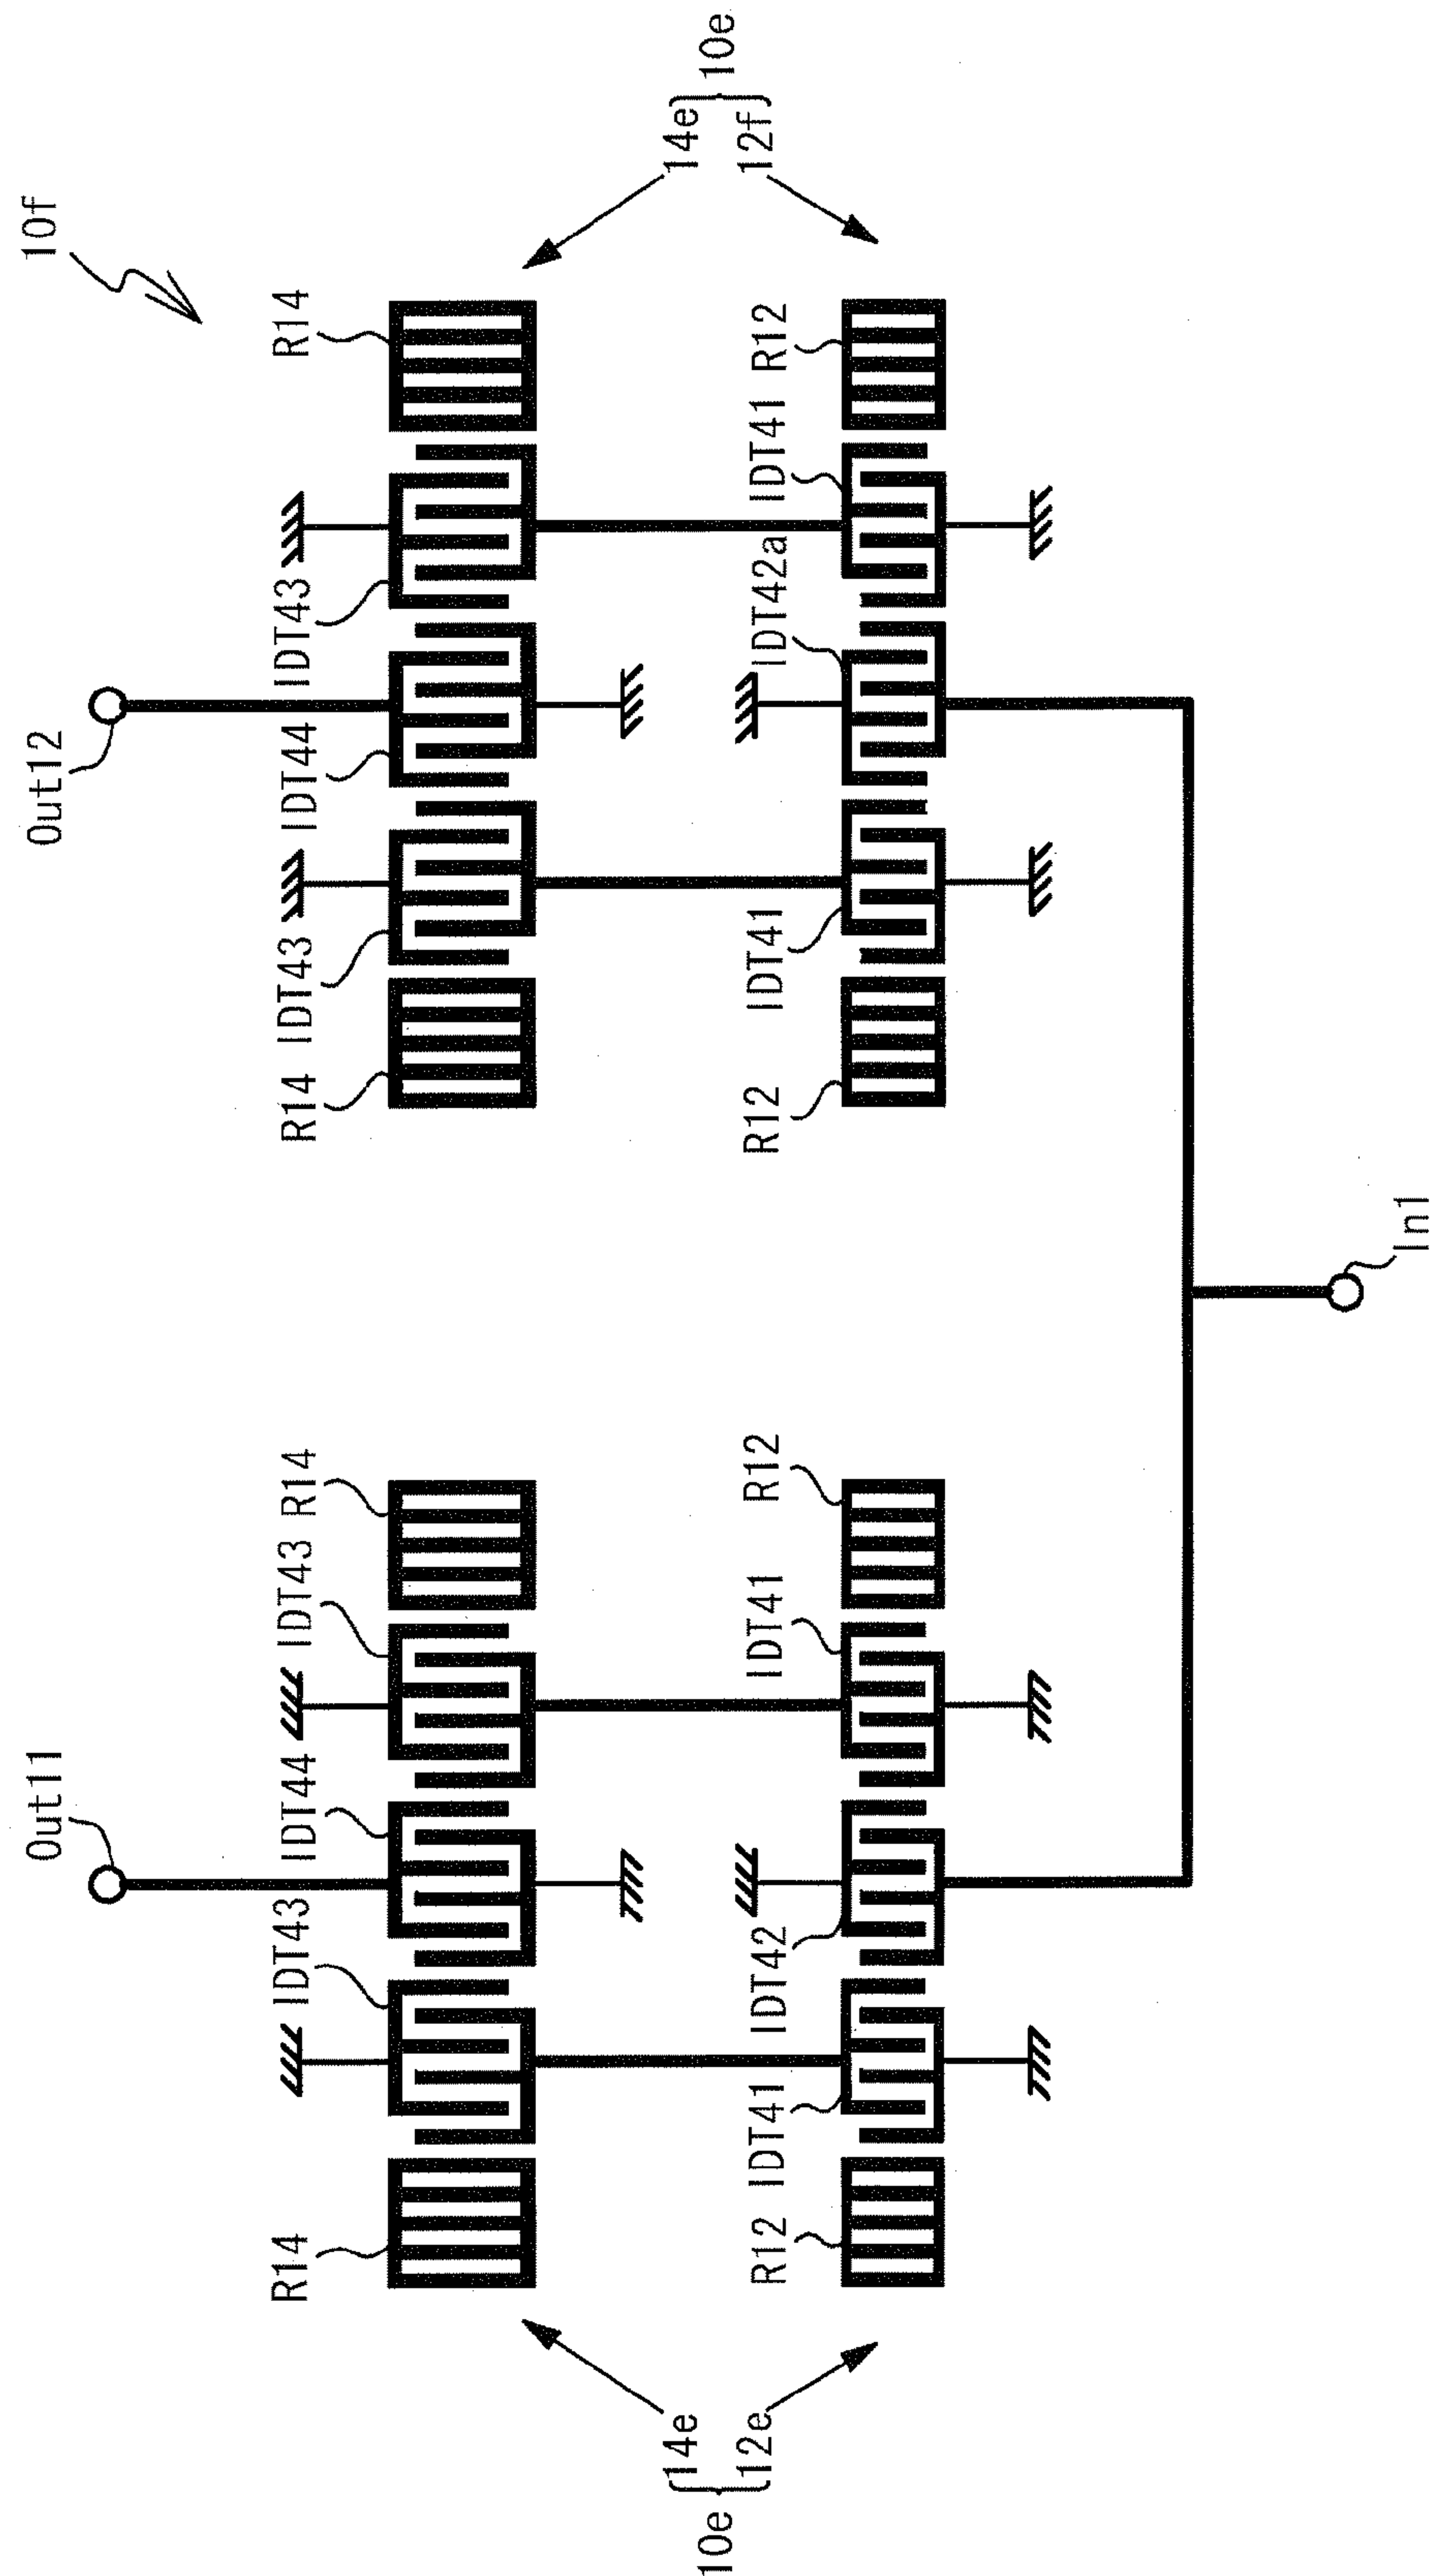 Out11
Out12
10f
R14
IDT43
IDT44
IDT43
R14
R14
IDT43
IDT44
IDT43
R14
14e
10e
12e
14e
10e
12f
R12
IDT41
IDT42
IDT41
R12
R12
IDT41
IDT42a
IDT41
R12
In1